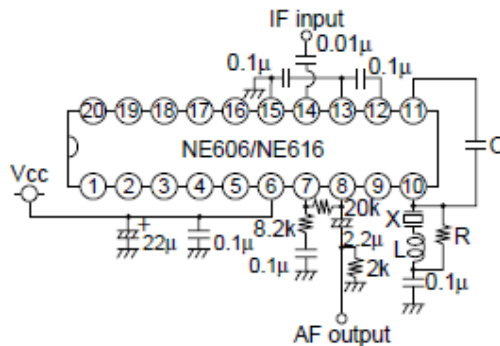 IF input
0.01μ
0.1μ
0.1μ
20 19 18 17 16 15 14 13 12 11
NE606/NE616
C
Vcc
1 2 3 4 5 6 7 8 9 10
+
22μ
0.1μ
8.2k
0.1μ
20k
2.2μ
2k
X
L
R
0.1μ
AF output